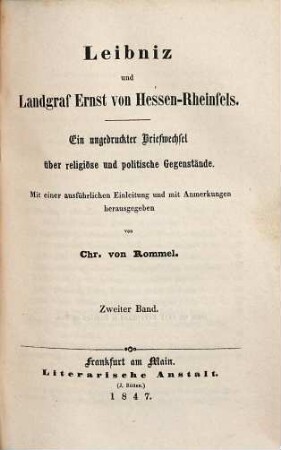 Leibniz
und
Landgraf Ernst von Hessen-Rheinfels.
Ein ungedruckter Briefwechsel
über religiöse und politische Gegenstände.
Mit einer ausführlichen Einleitung und mit Anmerkungen
herausgegeben
von
Chr. von Rommel.
Zweiter Band.
Frankfurt am Main.
Literarische Anstalt.
(J. Rütten.)
1847.